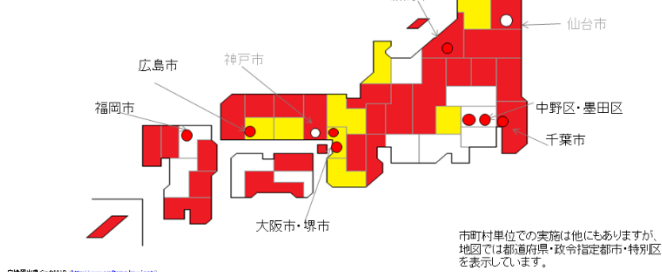 仙台市
神戸市
広島市
福岡市
中野区・墨田区
千葉市
大阪市・堺市
市町村単位での実施は他にもありますが、
地図では都道府県・政令指定都市・特別区
を表示しています。